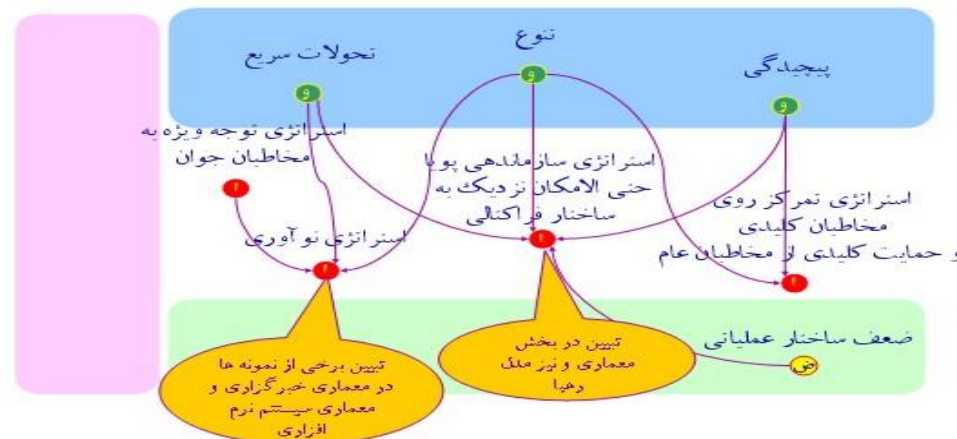 تنوع
تحولات سریع
پیچیدگی
و
و
و
استراتژی توجه ویژه به
مخاطبان جوان
استراتژی سازماندهی پویا
حتی الامکان نزدیک به
ساختار فراکتالی
استراتژی تمرکز روی
مخاطبان کلیدی
و حمایت کلیدی از مخاطبان عام
استراتژی نوآوری
ا
ا
ا
ا
ضعف ساختار عملیاتی
ض
تبیین در بخش
معماری و نیز مدل
رهیا
تبیین برخی از نمونه ها
در معماری خبرگزاری و
معماری سیستم نرم
افزاری